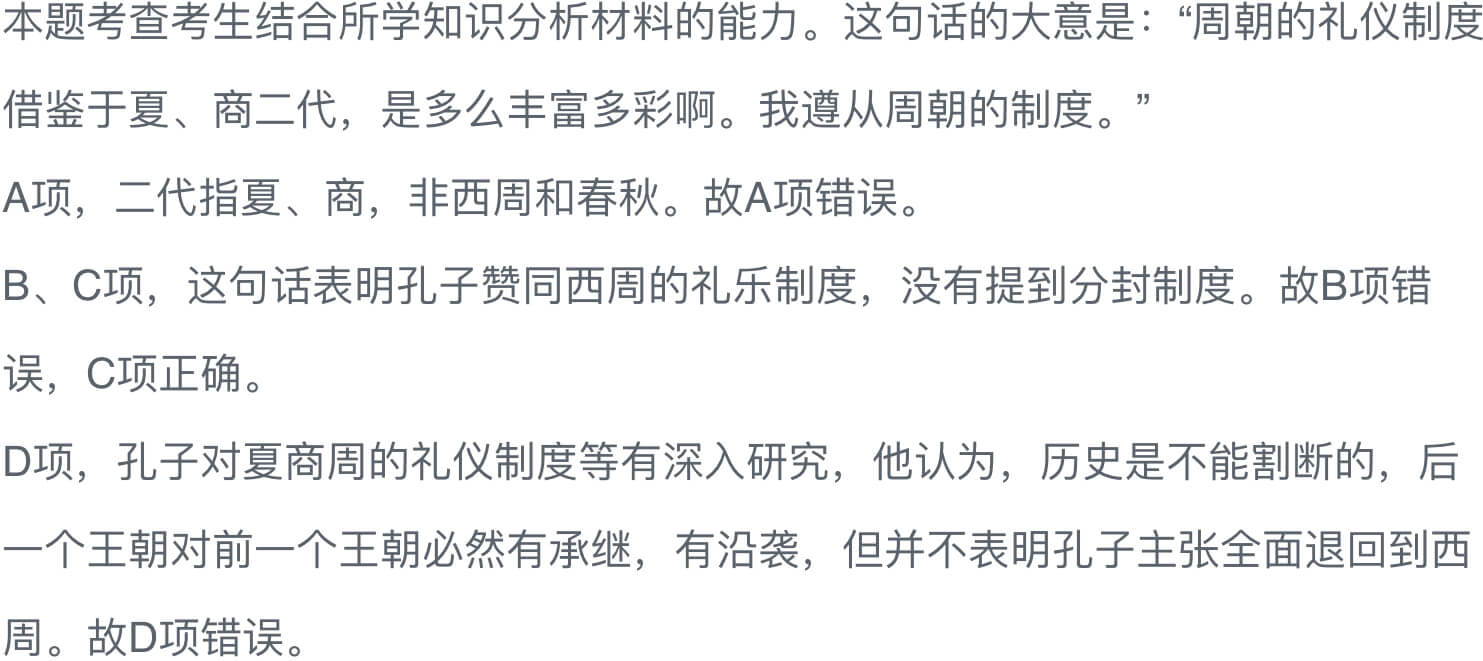 本题考查考生结合所学知识分析材料的能力。这句话的大意是：“周朝的礼仪制度
借鉴于夏、商二代，是多么丰富多彩啊。我遵从周朝的制度。”
A项，二代指夏、商，非西周和春秋。故A项错误。
B、C项，这句话表明孔子赞同西周的礼乐制度，没有提到分封制度。故B项错
误，C项正确。
D项，孔子对夏商周的礼仪制度等有深入研究，他认为，历史是不能割断的，后
一个王朝对前一个王朝必然有承继，有沿袭，但并不表明孔子主张全面退回到西
周。故D项错误。